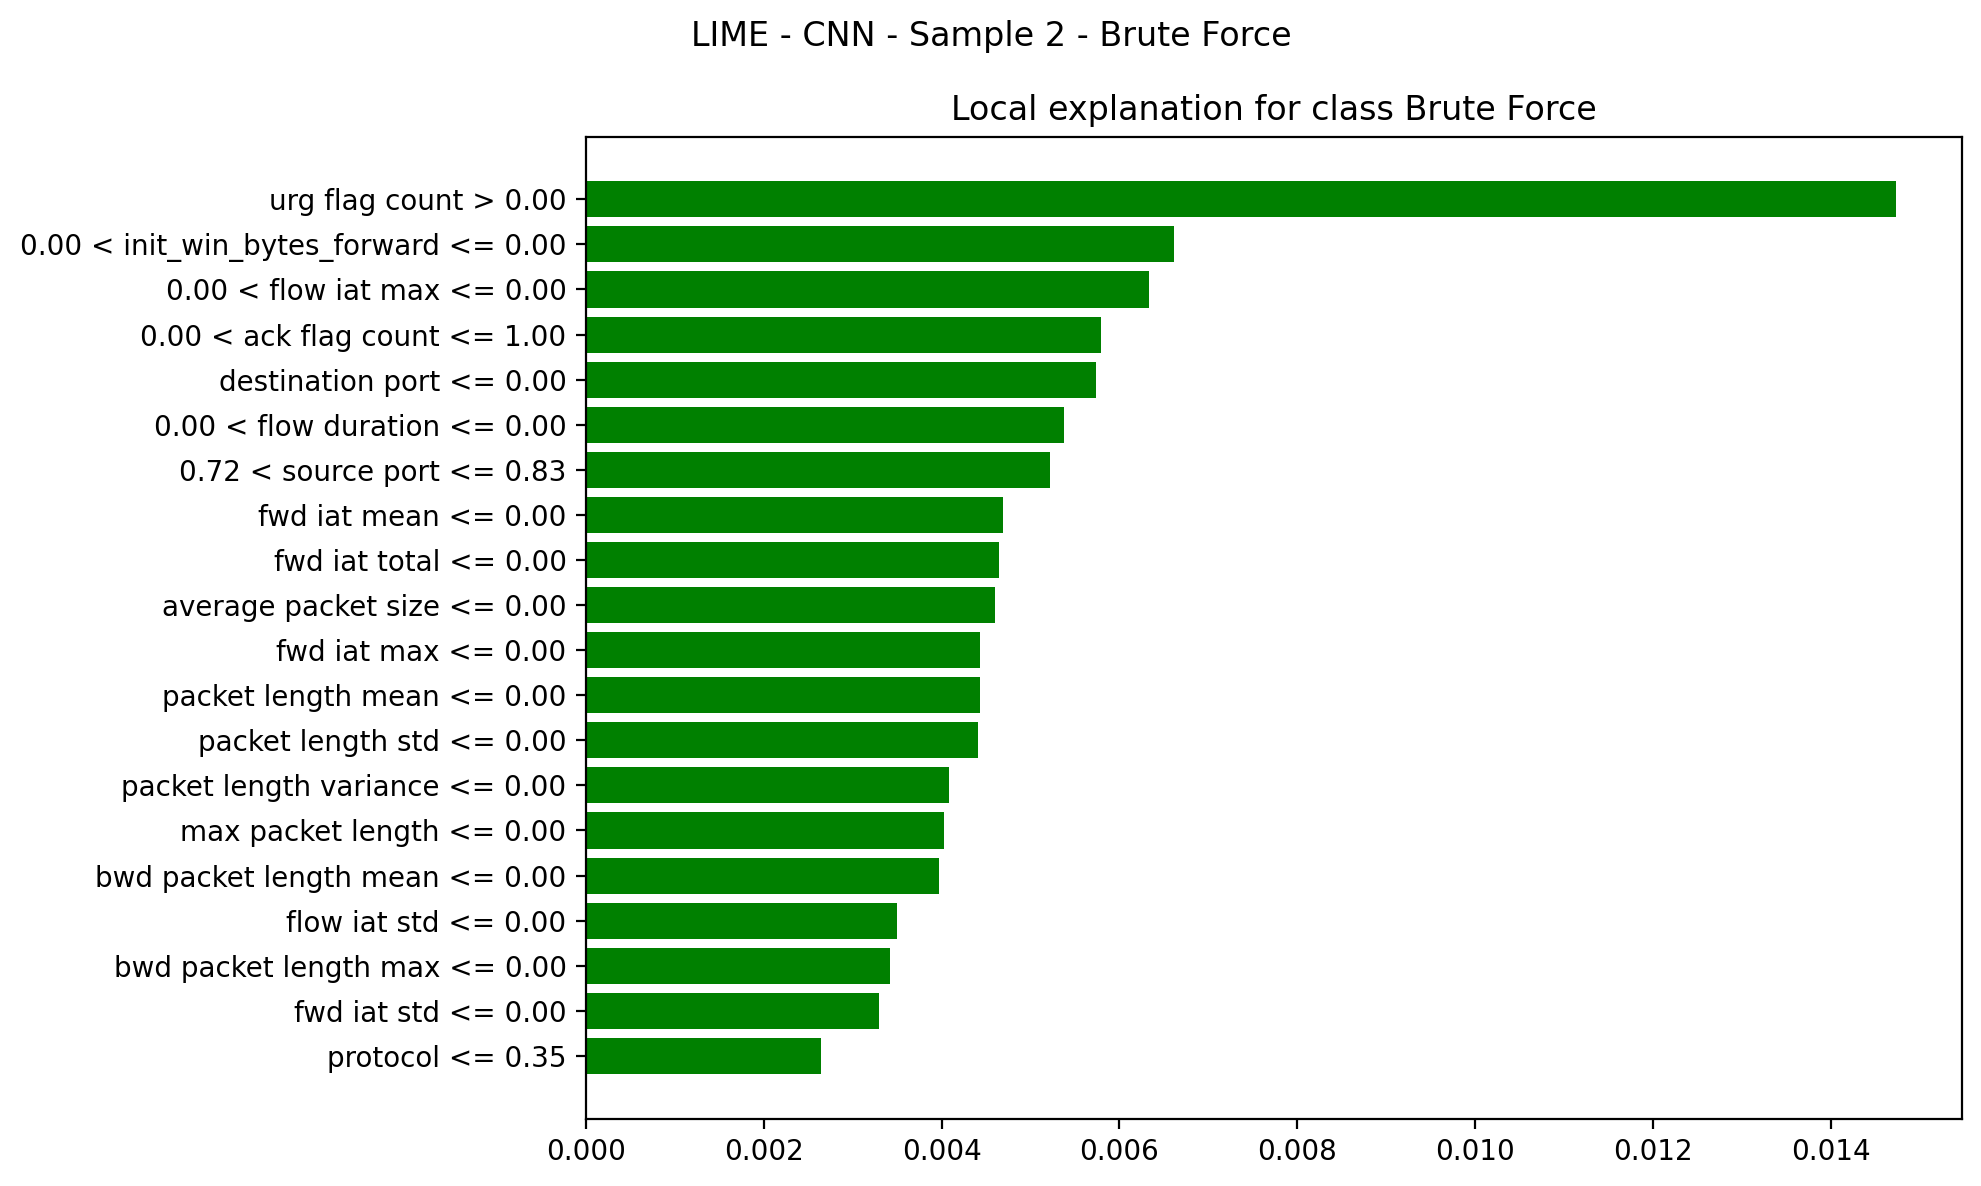 LIME - CNN - Sample 2 - Brute Force
Local explanation for class Brute Force
urg flag count > 0.00
0.00 < init_win_bytes_forward <= 0.00
0.00 < flow iat max <= 0.00
0.00 < ack flag count <= 1.00
destination port <= 0.00
0.00 < flow duration <= 0.00
0.72 < source port <= 0.83
fwd iat mean <= 0.00
fwd iat total <= 0.00
average packet size <= 0.00
fwd iat max <= 0.00
packet length mean <= 0.00
packet length std <= 0.00
packet length variance <= 0.00
max packet length <= 0.00
bwd packet length mean <= 0.00
flow iat std <= 0.00
bwd packet length max <= 0.00
fwd iat std <= 0.00
protocol <= 0.35
0.000 0.002 0.004 0.006 0.008 0.010 0.012 0.014